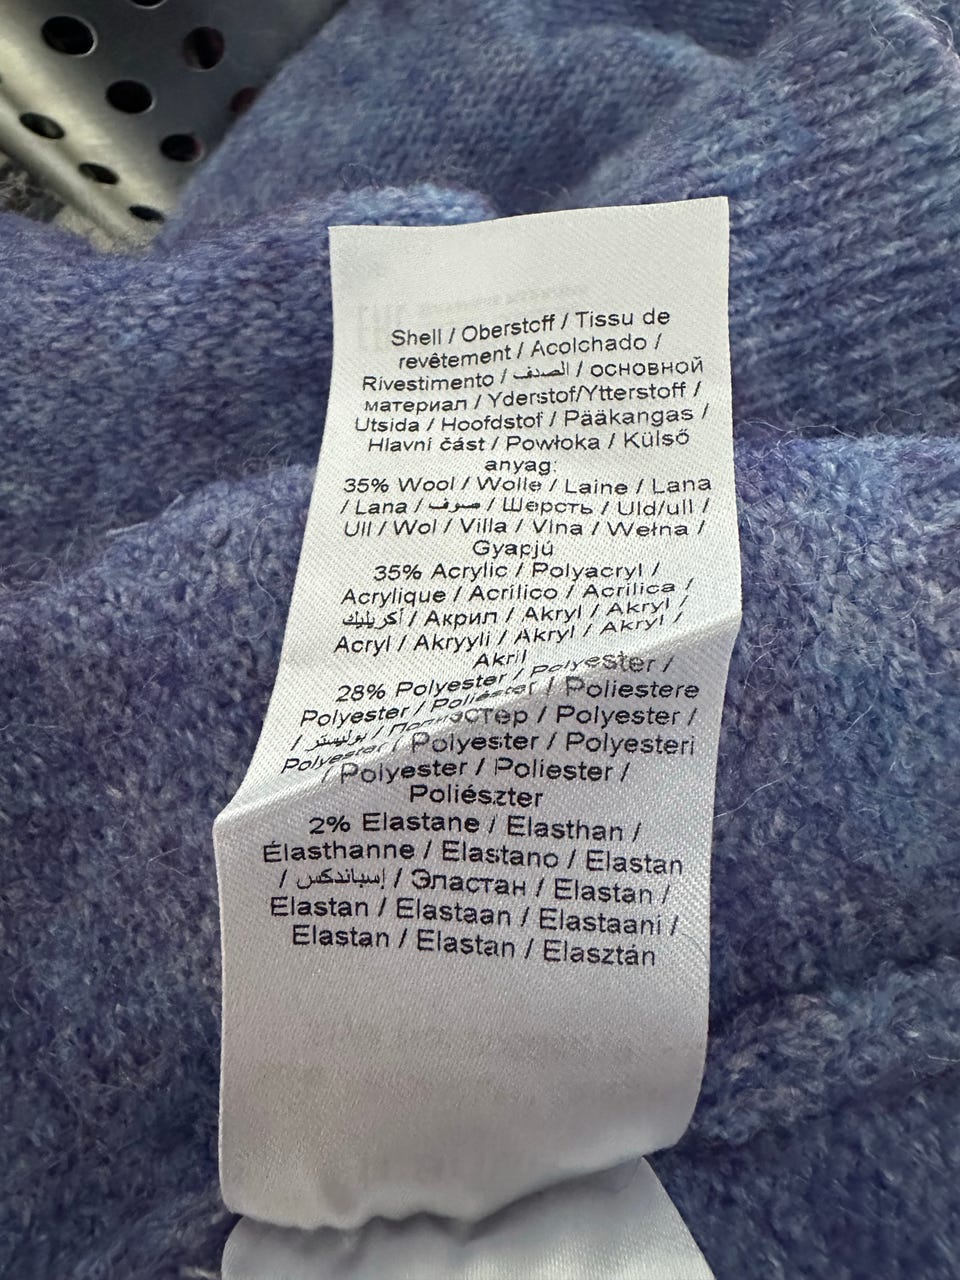 Shell / Oberstoff / Tissu de
revêtement / Acolchado /
Rivestimento / الصدف / основной
материал / Yderstof/Ytterstoff /
Utsida / Hoofdstof / Pääkangas /
Hlavní část / Powłoka / Külső
anyag:
35% Wool / Wolle / Laine / Lana
/ Lana / صوف / Шерсть / Uld/ull /
Ull / Wol / Villa / Vlna / Wełna /
Gyapjú
35% Acrylic / Polyacryl /
Acrylique / Acrílico / Acrilica /
أكريليك / Акрил / Akryl / Akryl /
Acryl / Akryyli / Akryl / Akryl /
Akril
28% Polyester / Polyester /
Polyester / Poliéster / Poliestere
/ بوليستر / Полиэстер / Polyester /
Polyester / Polyester / Polyesteri
/ Polyester / Poliester /
Poliészter
2% Elastane / Elasthan /
Élasthanne / Elastano / Elastan
/ إسباندكس / Эластан / Elastan /
Elastan / Elastaan / Elastaani /
Elastan / Elastan / Elasztán